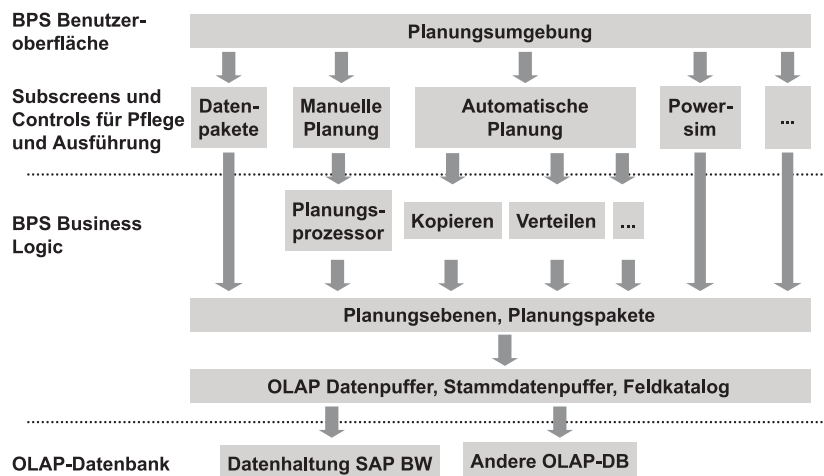 BPS Benutzer-
oberfläche
Planungsumgebung
Subscreens und
Controls für Pflege
und Ausführung
Daten-
pakete
Manuelle
Planung
Automatische
Planung
Power-
sim
...
BPS Business
Logic
Planungs-
prozessor
Kopieren
Verteilen
...
Planungsebenen, Planungspakete
OLAP Datenpuffer, Stammdatenpuffer, Feldkatalog
OLAP-Datenbank
Datenhaltung SAP BW
Andere OLAP-DB